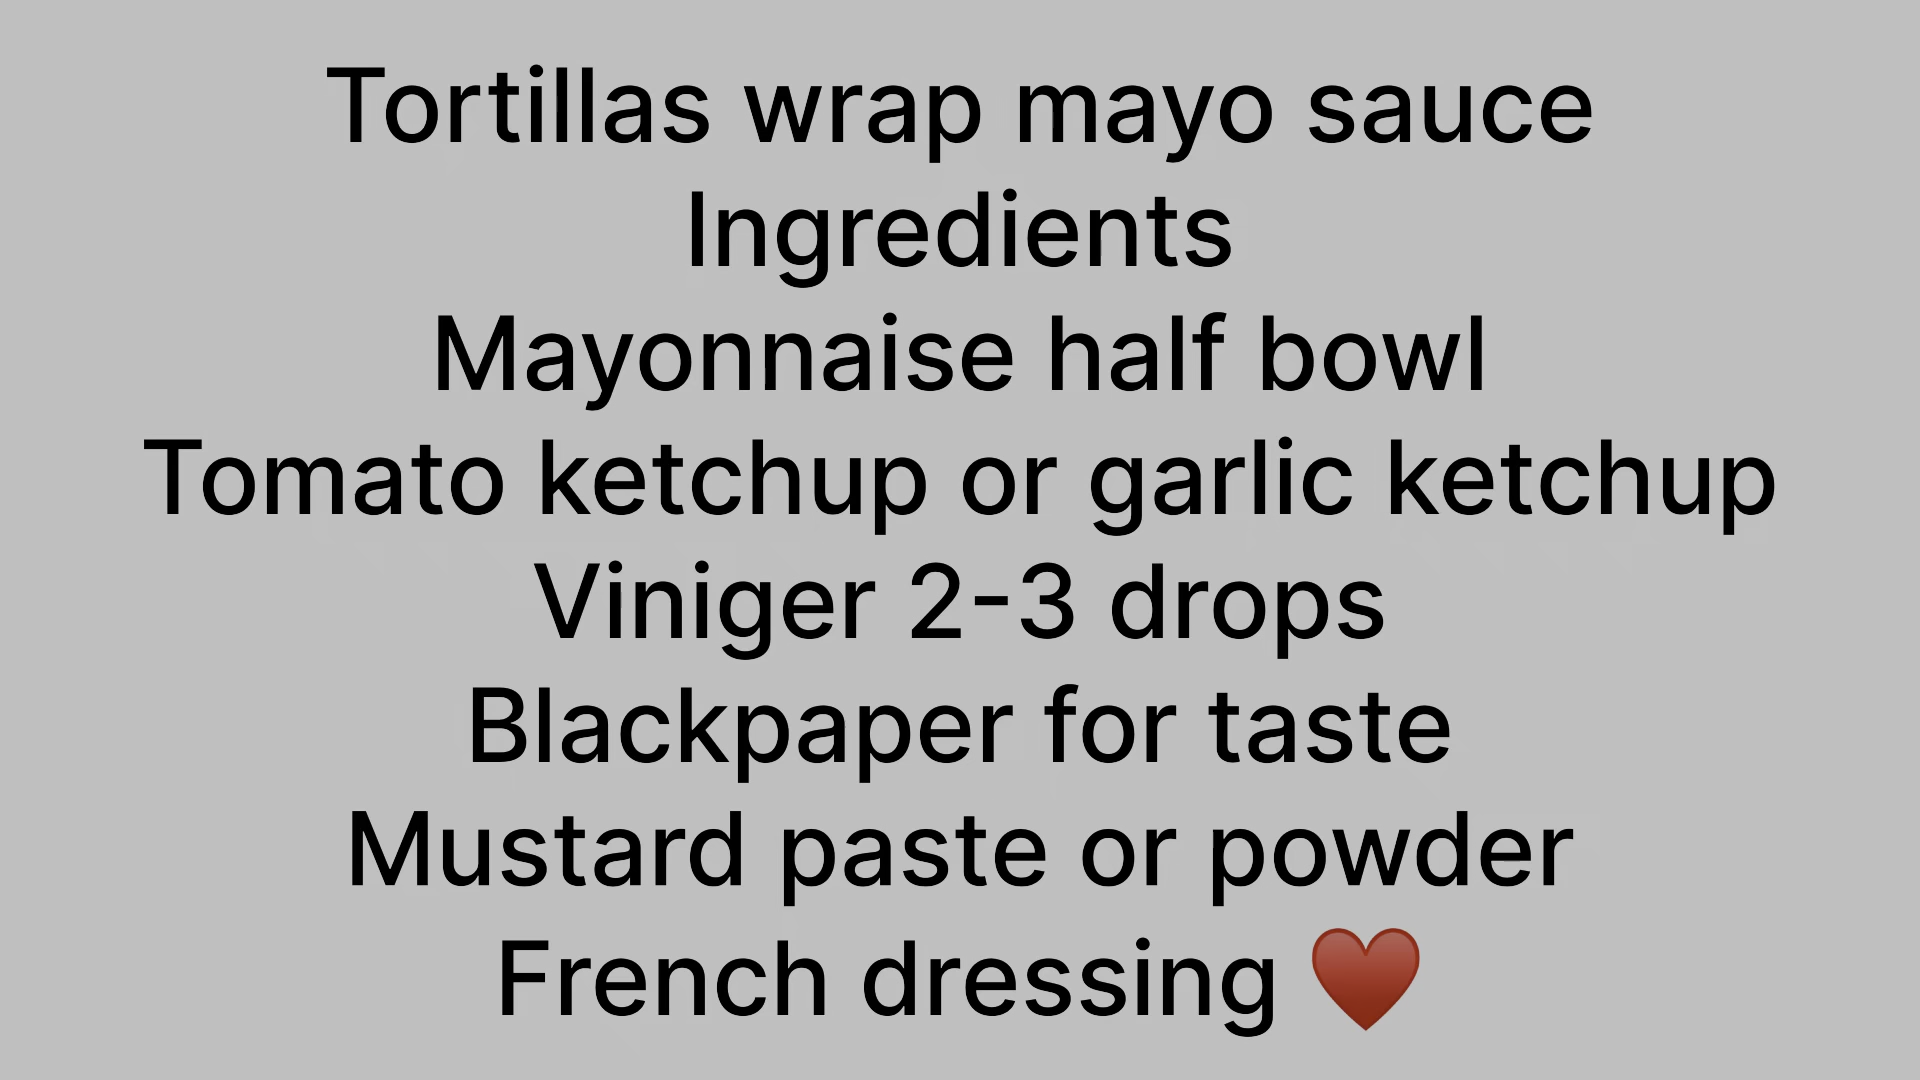 Tortillas wrap mayo sauce
Ingredients
Mayonnaise half bowl
Tomato ketchup or garlic ketchup
Viniger 2-3 drops
Blackpaper for taste
Mustard paste or powder
French dressing ♥